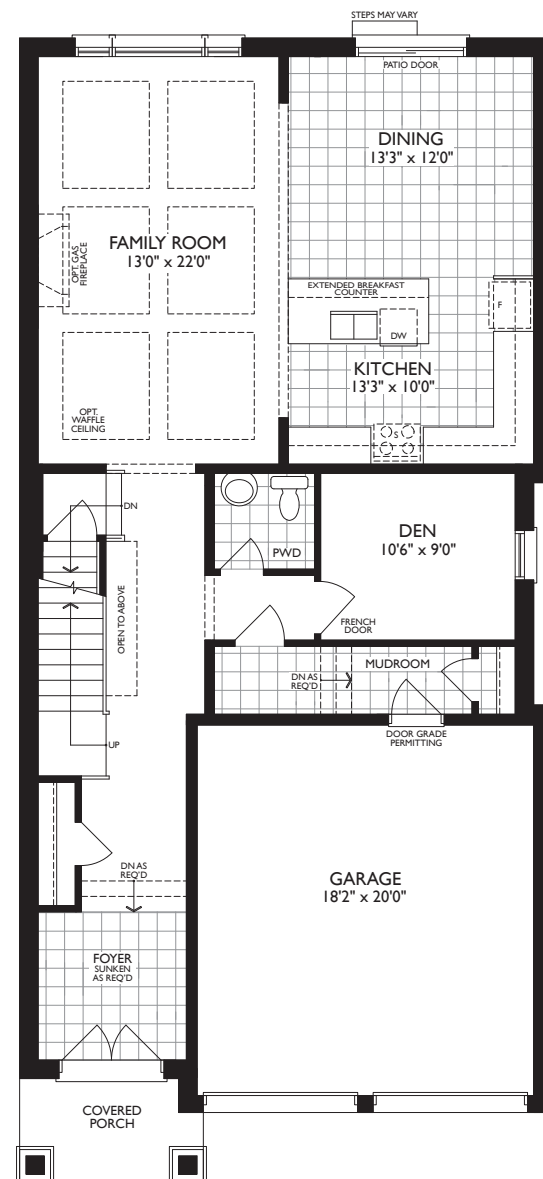 STEPS MAY VARY
PATIO DOOR
DINING
13'3" x 12'0"
FAMILY ROOM
13'0" x 22'0"
OPT. GAS
FIREPLACE
EXTENDED BREAKFAST
COUNTER
F
DW
KITCHEN
13'3" x 10'0"
OPT.
WAFFLE
CEILING
S
DN
PWD
DEN
10'6" x 9'0"
OPEN TO ABOVE
FRENCH
DOOR
MUDROOM
DN AS
REQ'D
UP
DOOR GRADE
PERMITTING
DN AS
REQ'D
GARAGE
18'2" x 20'0"
FOYER
SUNKEN
AS REQ'D
COVERED
PORCH